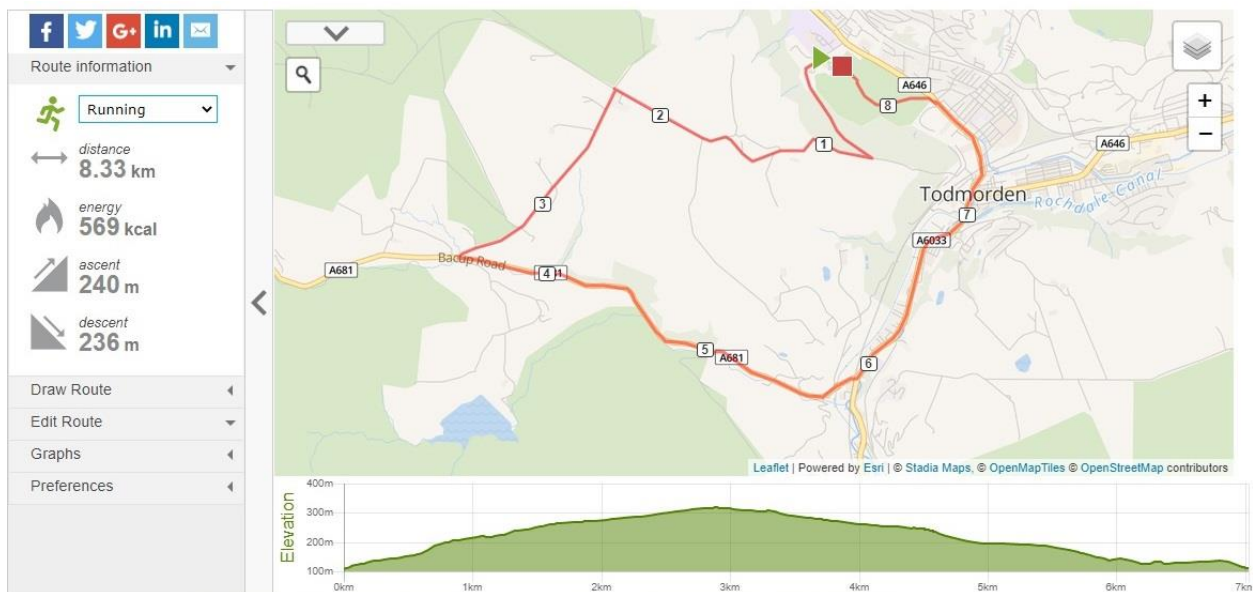 f G+ in
Route information
Running
distance
8.33 km
energy
569 kcal
ascent
240 m
descent
236 m
Draw Route
Edit Route
Graphs
Preferences
A646
8
2
1
+
−
A646
3
Todmorden
Rochdale Canal
7
A6033
Bacup Road
A681
4
5
A681
6
Leaflet | Powered by Esri | © Stadia Maps, © OpenMapTiles © OpenStreetMap contributors
Elevation
400m
300m
200m
100m
0km 1km 2km 3km 4km 5km 6km 7km